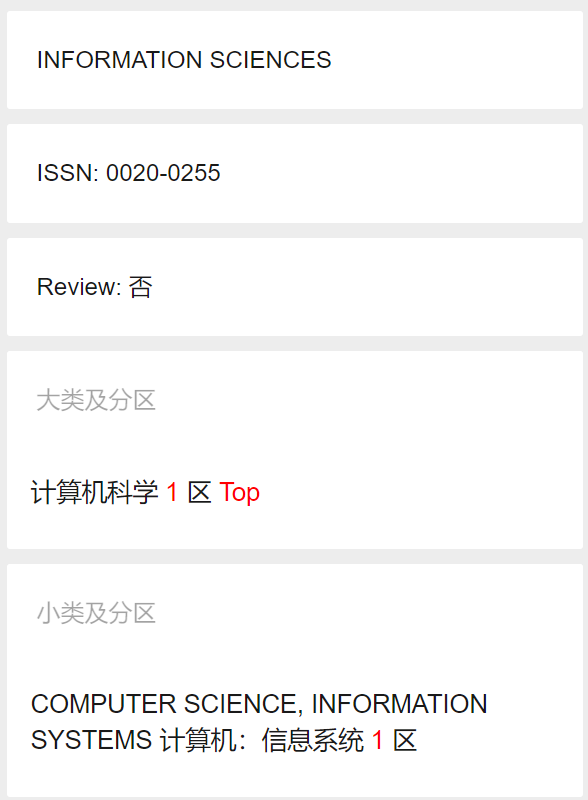 INFORMATION SCIENCES
ISSN: 0020-0255
Review: 否
大类及分区
计算机科学 1 区 Top
小类及分区
COMPUTER SCIENCE, INFORMATION
SYSTEMS 计算机：信息系统 1 区